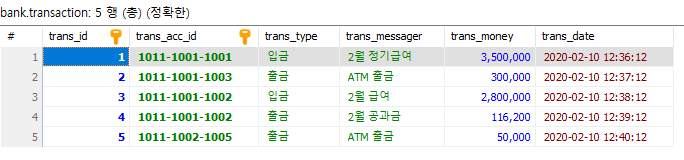 bank.transaction: 5 행 (총) (정확한)
# trans_id trans_acc_id trans_type trans_messager trans_money trans_date
1 1 1011-1001-1001 입금 2월 정기급여 3,500,000 2020-02-10 12:36:12
2 2 1011-1001-1003 출금 ATM 출금 300,000 2020-02-10 12:37:12
3 3 1011-1001-1002 입금 2월 급여 2,800,000 2020-02-10 12:38:12
4 4 1011-1001-1002 출금 2월 공과금 116,200 2020-02-10 12:39:12
5 5 1011-1002-1005 출금 ATM 출금 50,000 2020-02-10 12:40:12